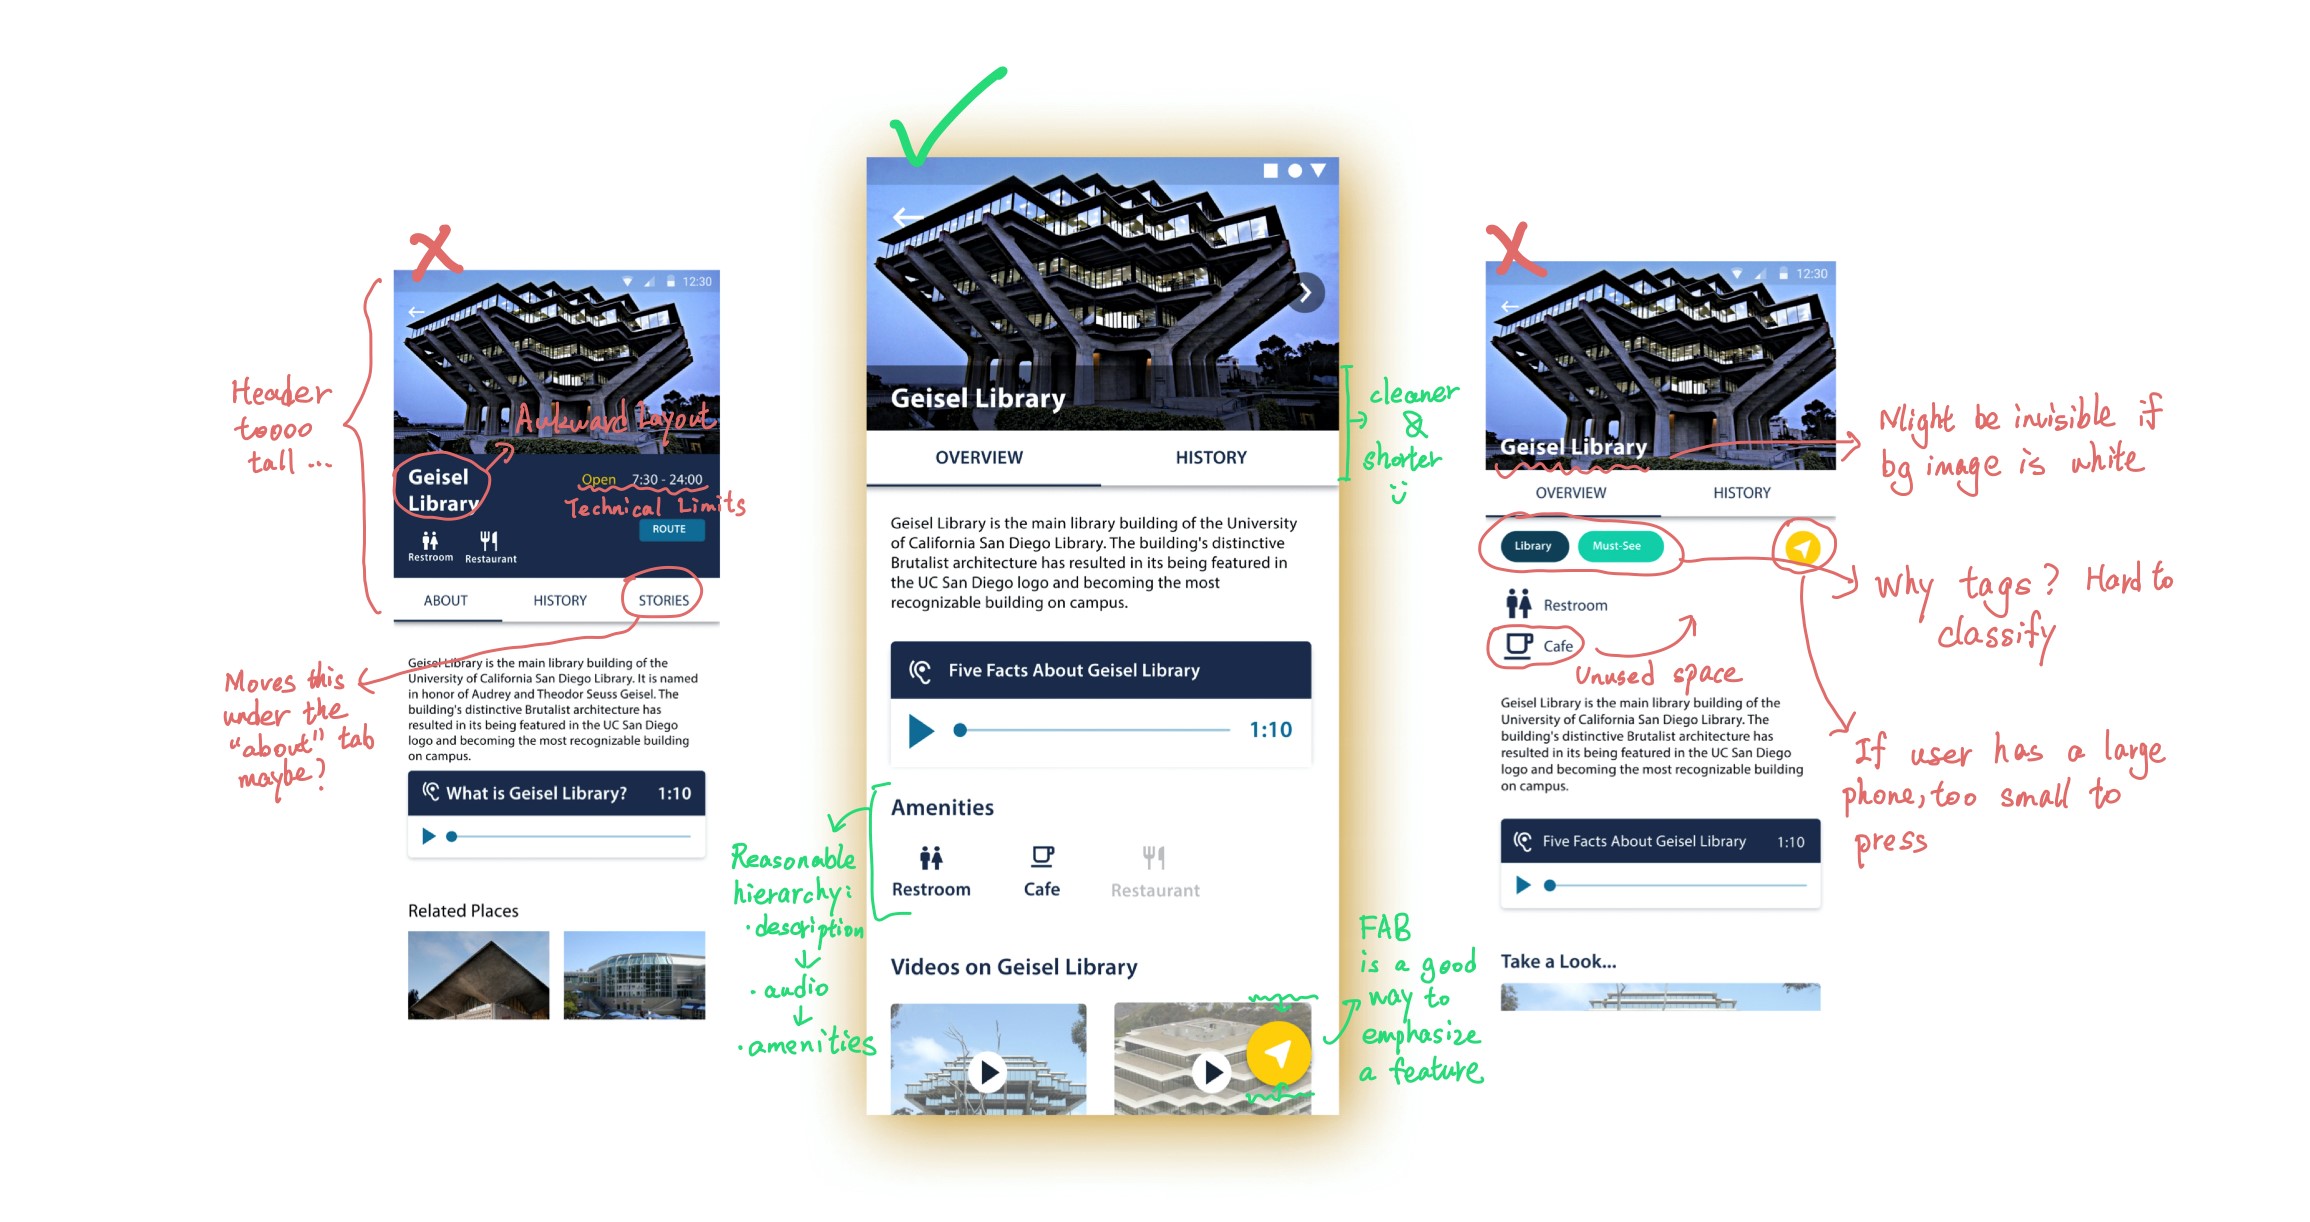 12:30
Header
toooo
tall ...
Aukward Layout
Geisel
Library
Open 7:30 - 24:00
Technical Limits
ROUTE
Restroom Restaurant
ABOUT HISTORY STORIES
Moves this
under the
"about" tab
maybe?
Geisel Library is the main library building of the
University of California San Diego Library. It is named
in honor of Audrey and Theodor Seuss Geisel. The
building's distinctive Brutalist architecture has
resulted in its being featured in the UC San Diego
logo and becoming the most recognizable building
on campus.
What is Geisel Library? 1:10
Related Places
Geisel Library
cleaner
&
shorter
OVERVIEW HISTORY
Geisel Library is the main library building of the University
of California San Diego Library. The building's distinctive
Brutalist architecture has resulted in its being featured in
the UC San Diego logo and becoming the most
recognizable building on campus.
Five Facts About Geisel Library
1:10
Amenities
Restroom Cafe Restaurant
Reasonable
hierarchy:
· description
· audio
· amenities
Videos on Geisel Library
FAB
is a good
way to
emphasize
a feature
12:30
Geisel Library
Night be invisible if
bg image is white
OVERVIEW HISTORY
Library Must-See
Why tags? Hard to
classify
Restroom
Cafe
Unused space
If user has a large
phone, too small to
press
Geisel Library is the main library building of the
University of California San Diego Library. The
building's distinctive Brutalist architecture has
resulted in its being featured in the UC San Diego
logo and becoming the most recognizable building
on campus.
Five Facts About Geisel Library 1:10
Take a Look...